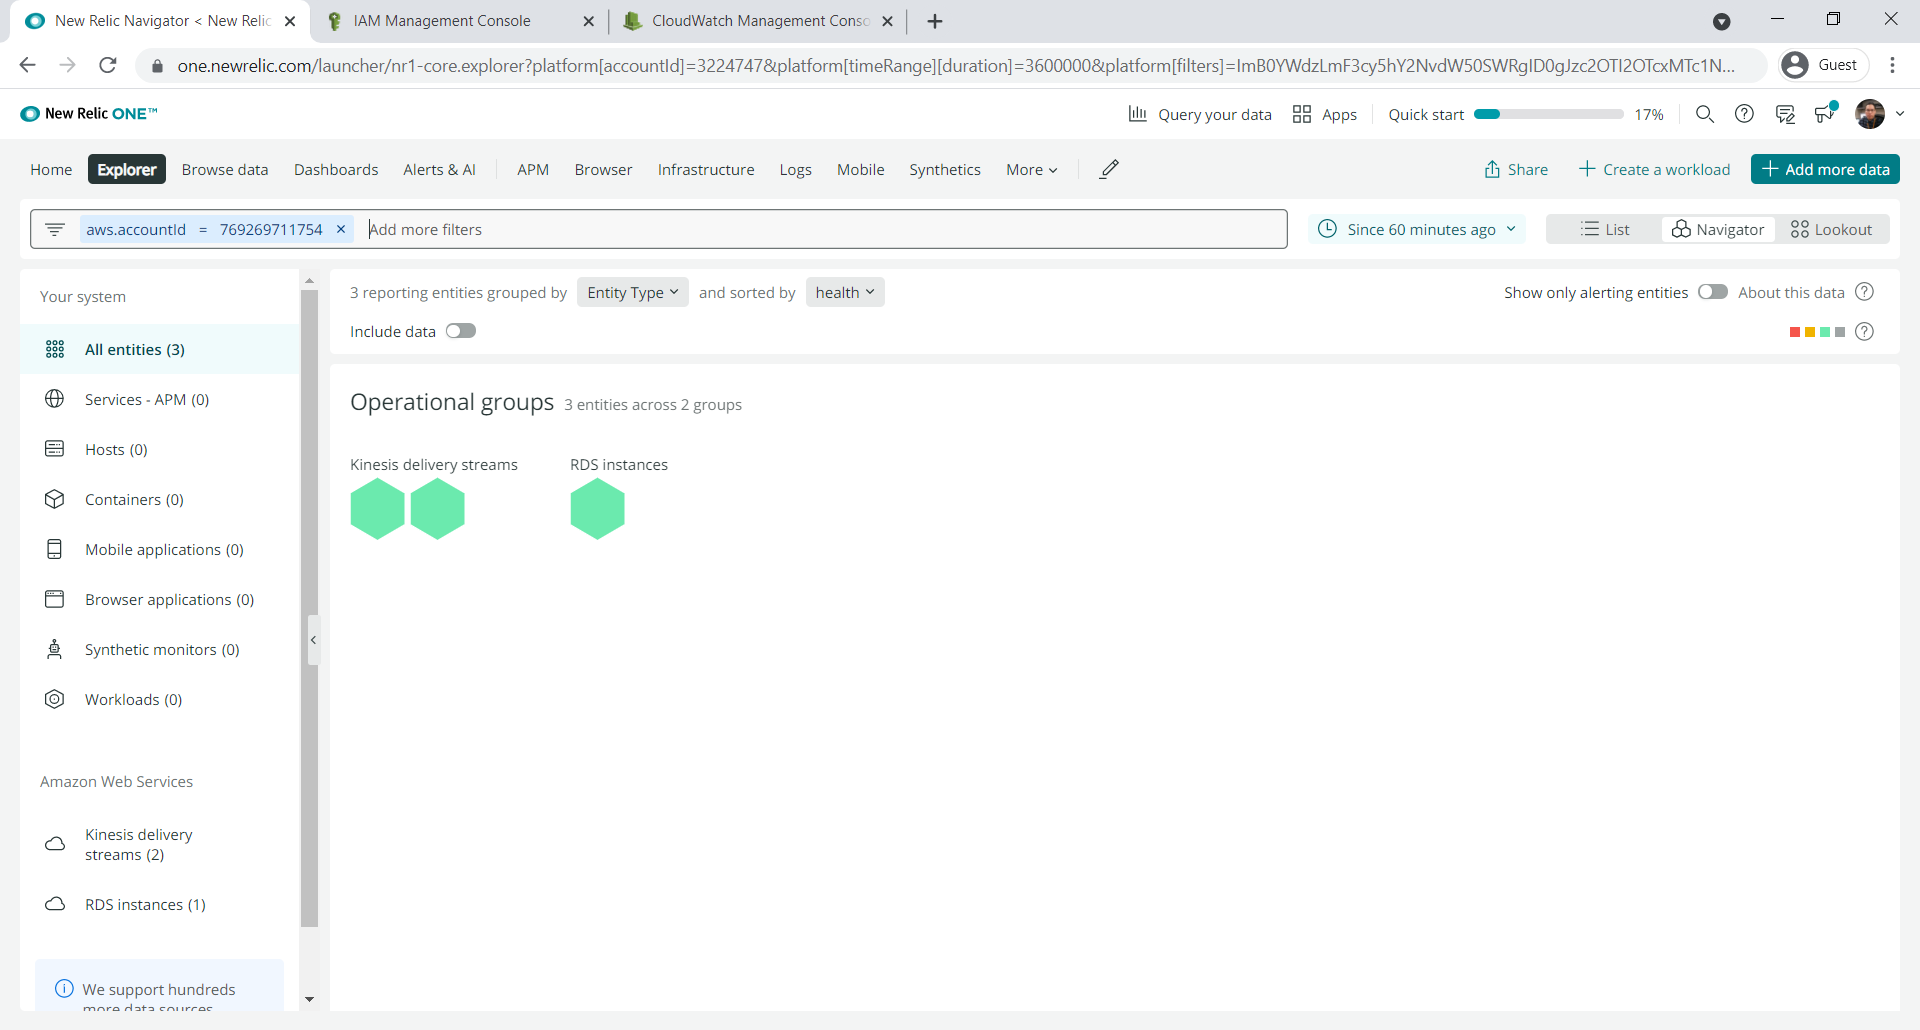 New Relic Navigator < New Relic
IAM Management Console
CloudWatch Management Conso
one.newrelic.com/launcher/nr1-core.explorer?platform[accountId]=3224747&platform[timeRange][duration]=3600000&platform[filters]=ImB0YWdzLmF3cy5hY2NvdW50SWRgID0gJzc2OTI2OTcxMTc1N...
Guest
New Relic ONE™
Query your data
Apps
Quick start
17%
Home
Explorer
Browse data
Dashboards
Alerts & AI
APM
Browser
Infrastructure
Logs
Mobile
Synthetics
More
Share
Create a workload
Add more data
aws.accountId = 769269711754 ×
Add more filters
Since 60 minutes ago
List
Navigator
Lookout
Your system
All entities (3)
Services - APM (0)
Hosts (0)
Containers (0)
Mobile applications (0)
Browser applications (0)
Synthetic monitors (0)
Workloads (0)
Amazon Web Services
Kinesis delivery
streams (2)
RDS instances (1)
We support hundreds
more data sources
3 reporting entities grouped by Entity Type and sorted by health
Show only alerting entities
About this data
Include data
Operational groups 3 entities across 2 groups
Kinesis delivery streams
RDS instances